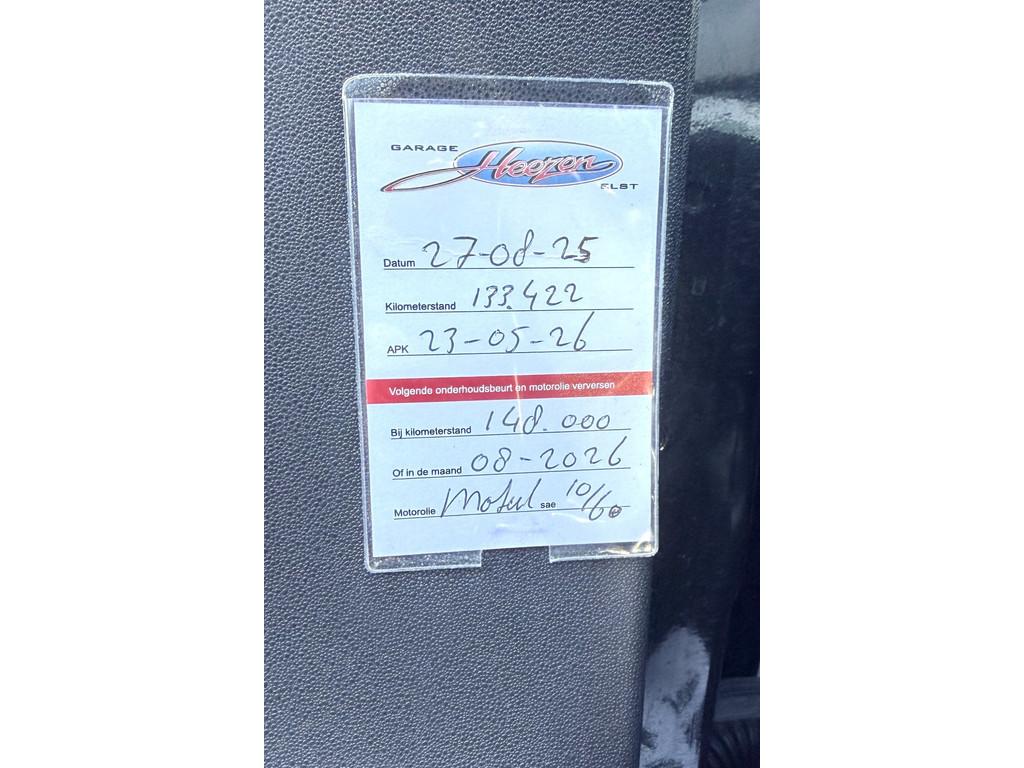 GARAGE
Heezen
ELST
Datum 27-08-25
Kilometerstand 133.422
APK 23-05-26
Volgende onderhoudsbeurt en motorolie verversen
Bij kilometerstand 148.000
Of in de maand 08-2026
Motorolie Motul sae 10/60